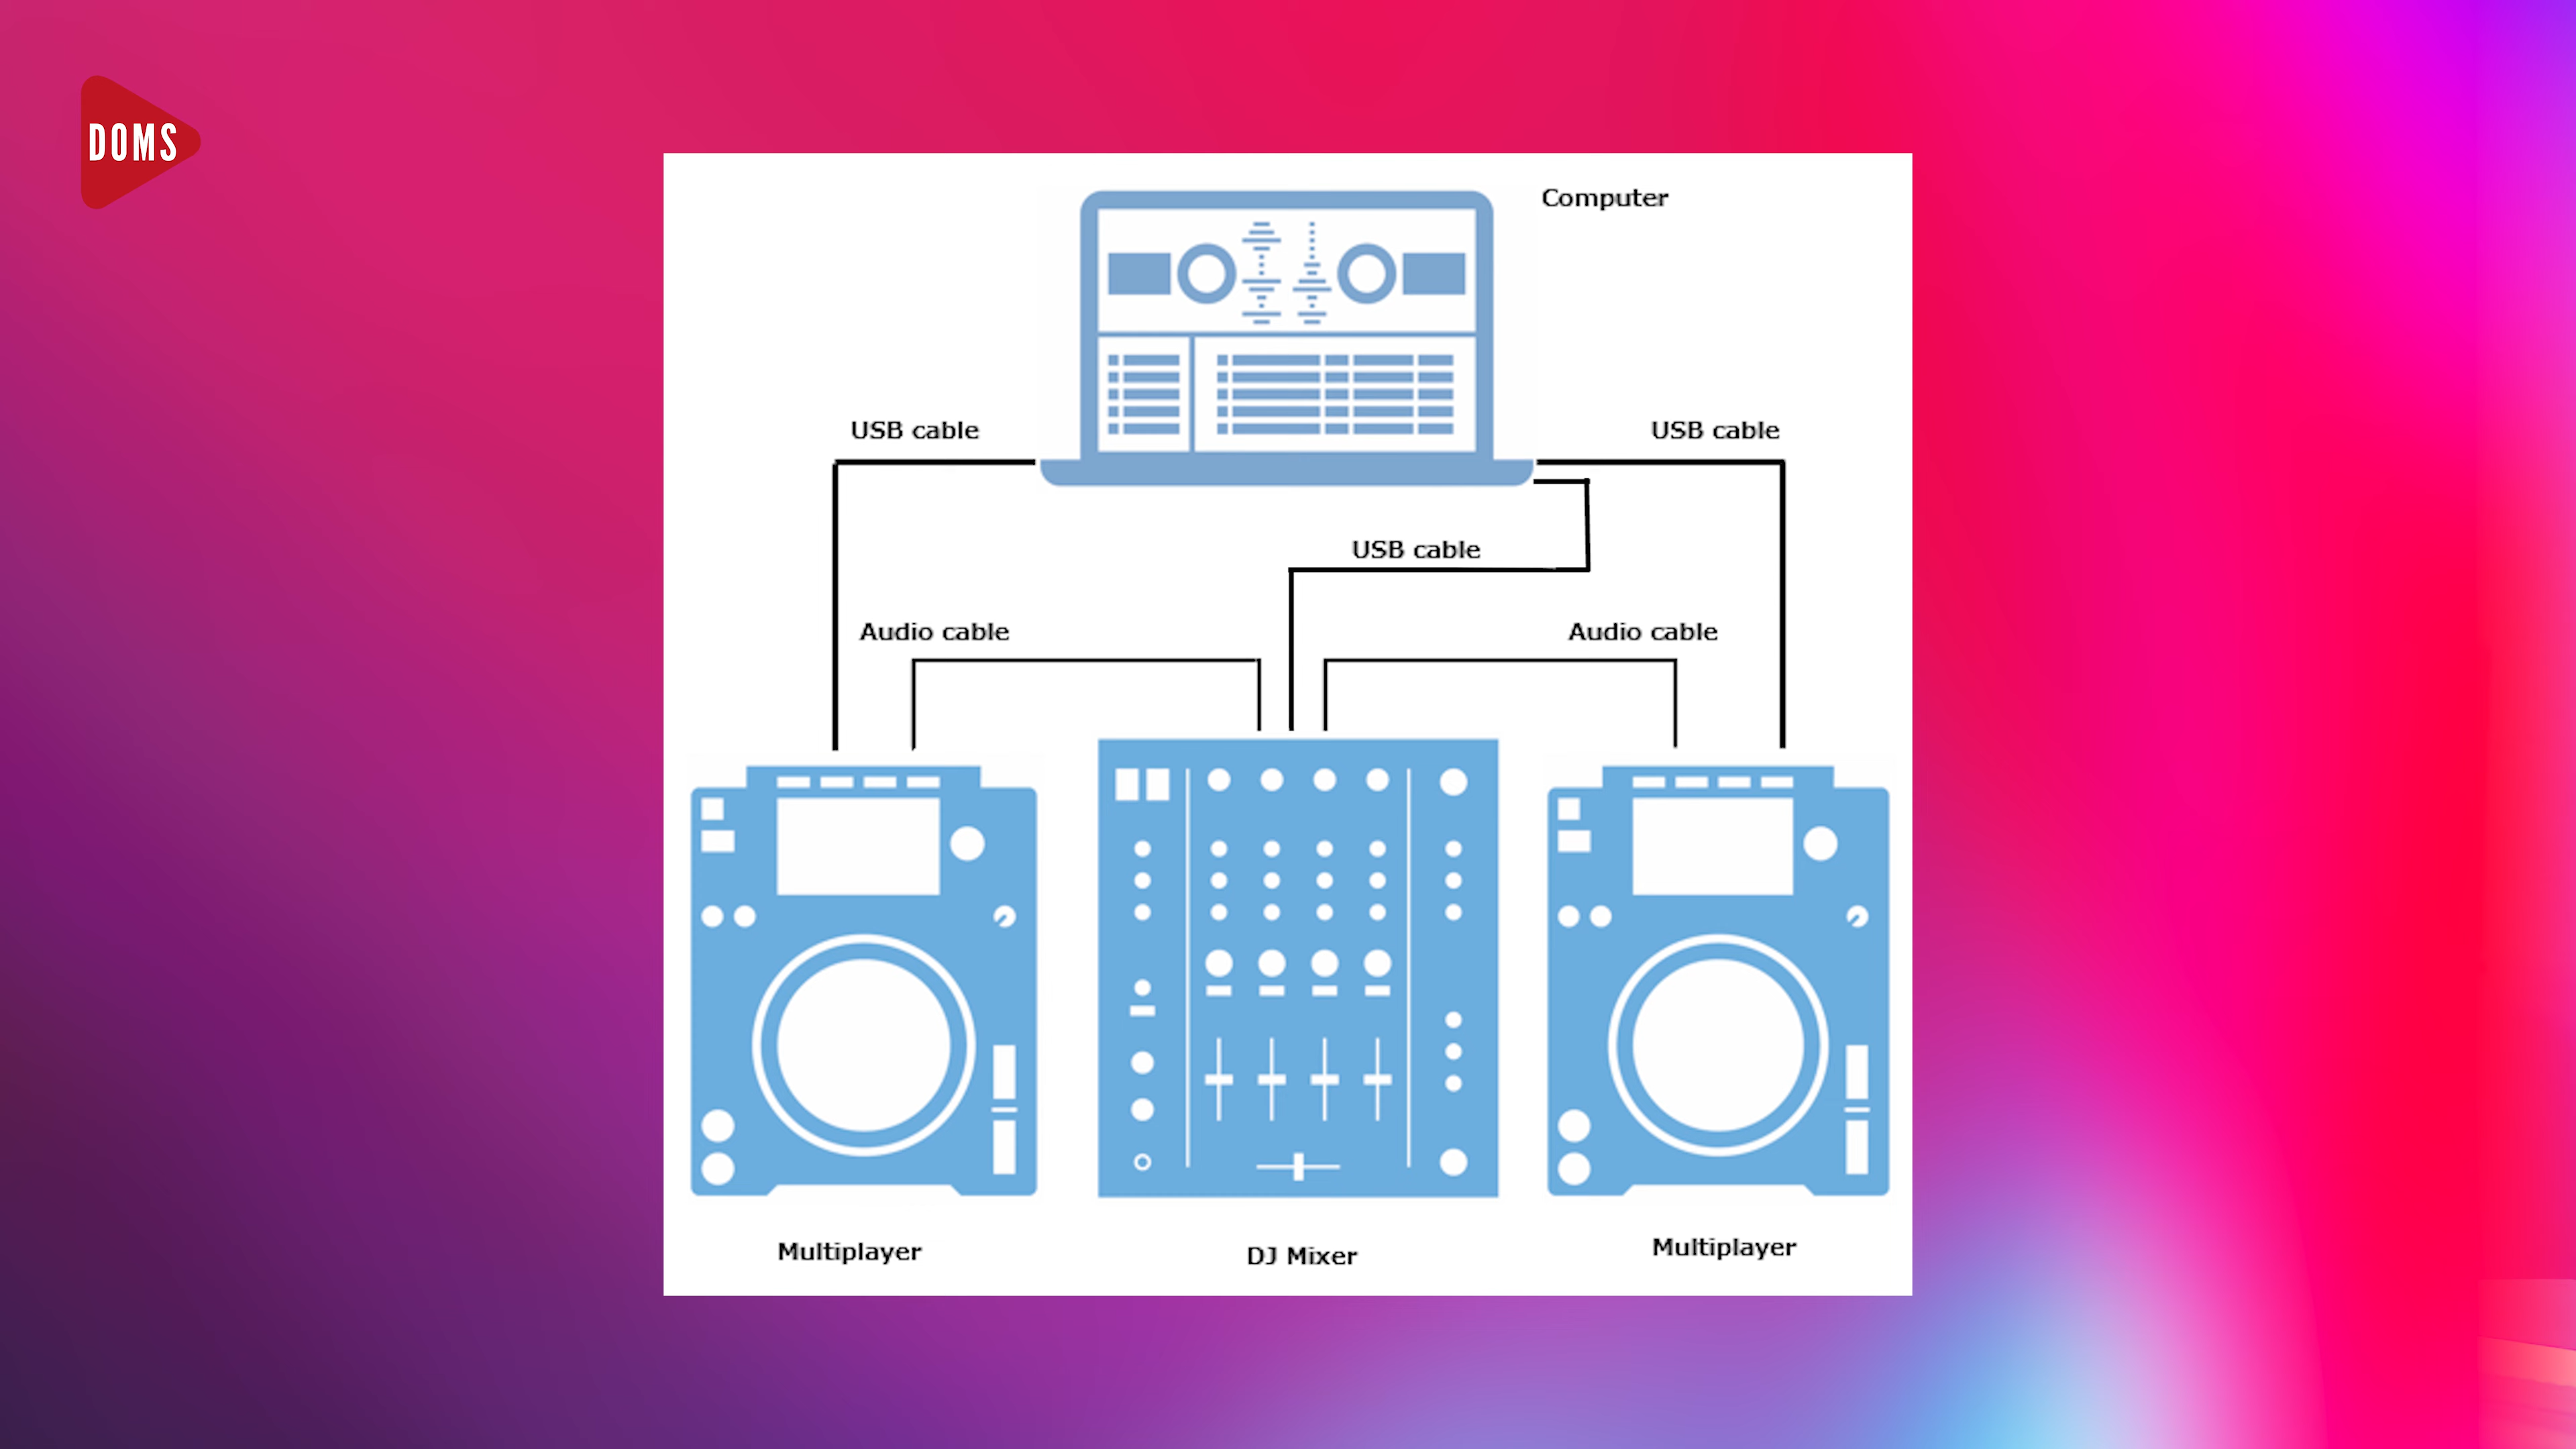 DOMS
Computer
USB cable
USB cable
USB cable
Audio cable
Audio cable
Multiplayer
DJ Mixer
Multiplayer